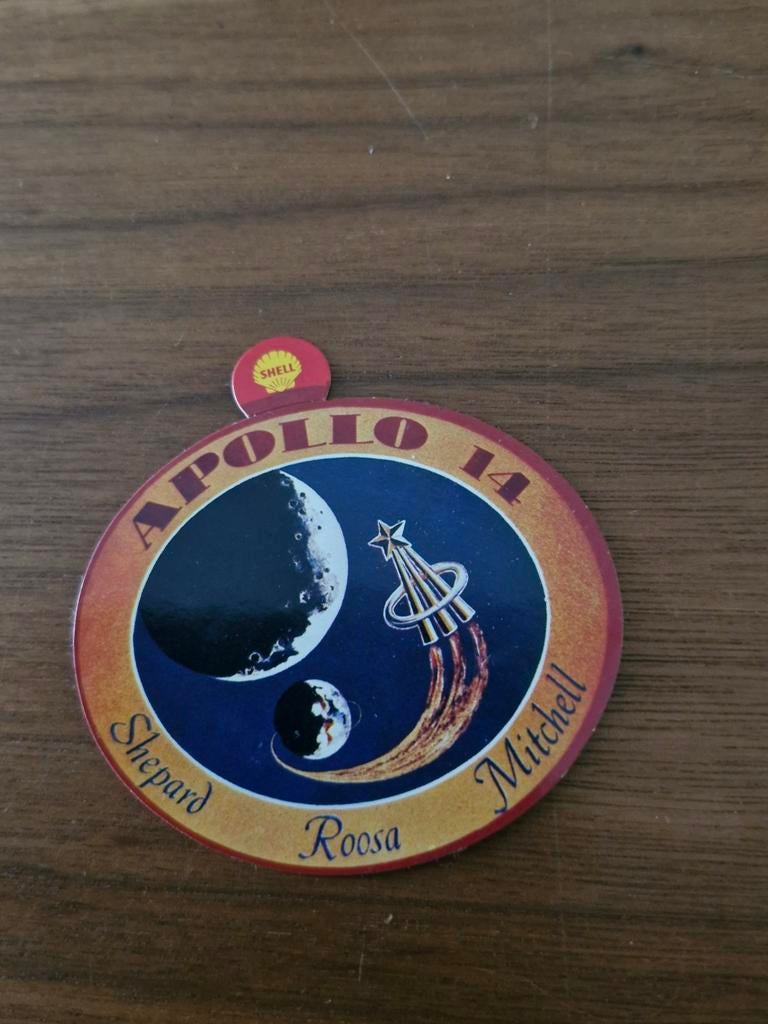 SHELL
APOLLO 14
Shepard
Roosa
Mitchell